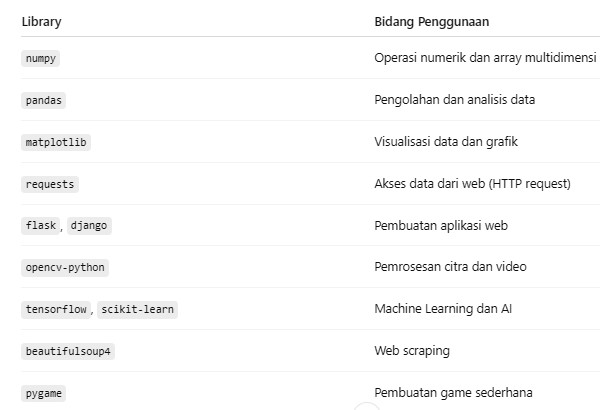 Library Bidang Penggunaan
numpy Operasi numerik dan array multidimensi
pandas Pengolahan dan analisis data
matplotlib Visualisasi data dan grafik
requests Akses data dari web (HTTP request)
flask, django Pembuatan aplikasi web
opencv-python Pemrosesan citra dan video
tensorflow, scikit-learn Machine Learning dan AI
beautifulsoup4 Web scraping
pygame Pembuatan game sederhana